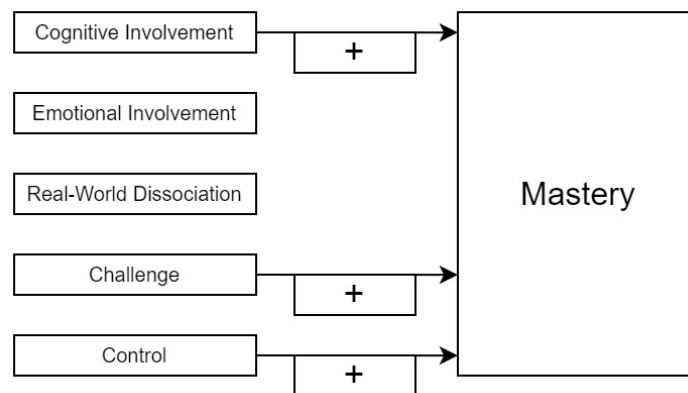 Cognitive Involvement
+
Emotional Involvement
Real-World Dissociation
Mastery
Challenge
+
Control
+